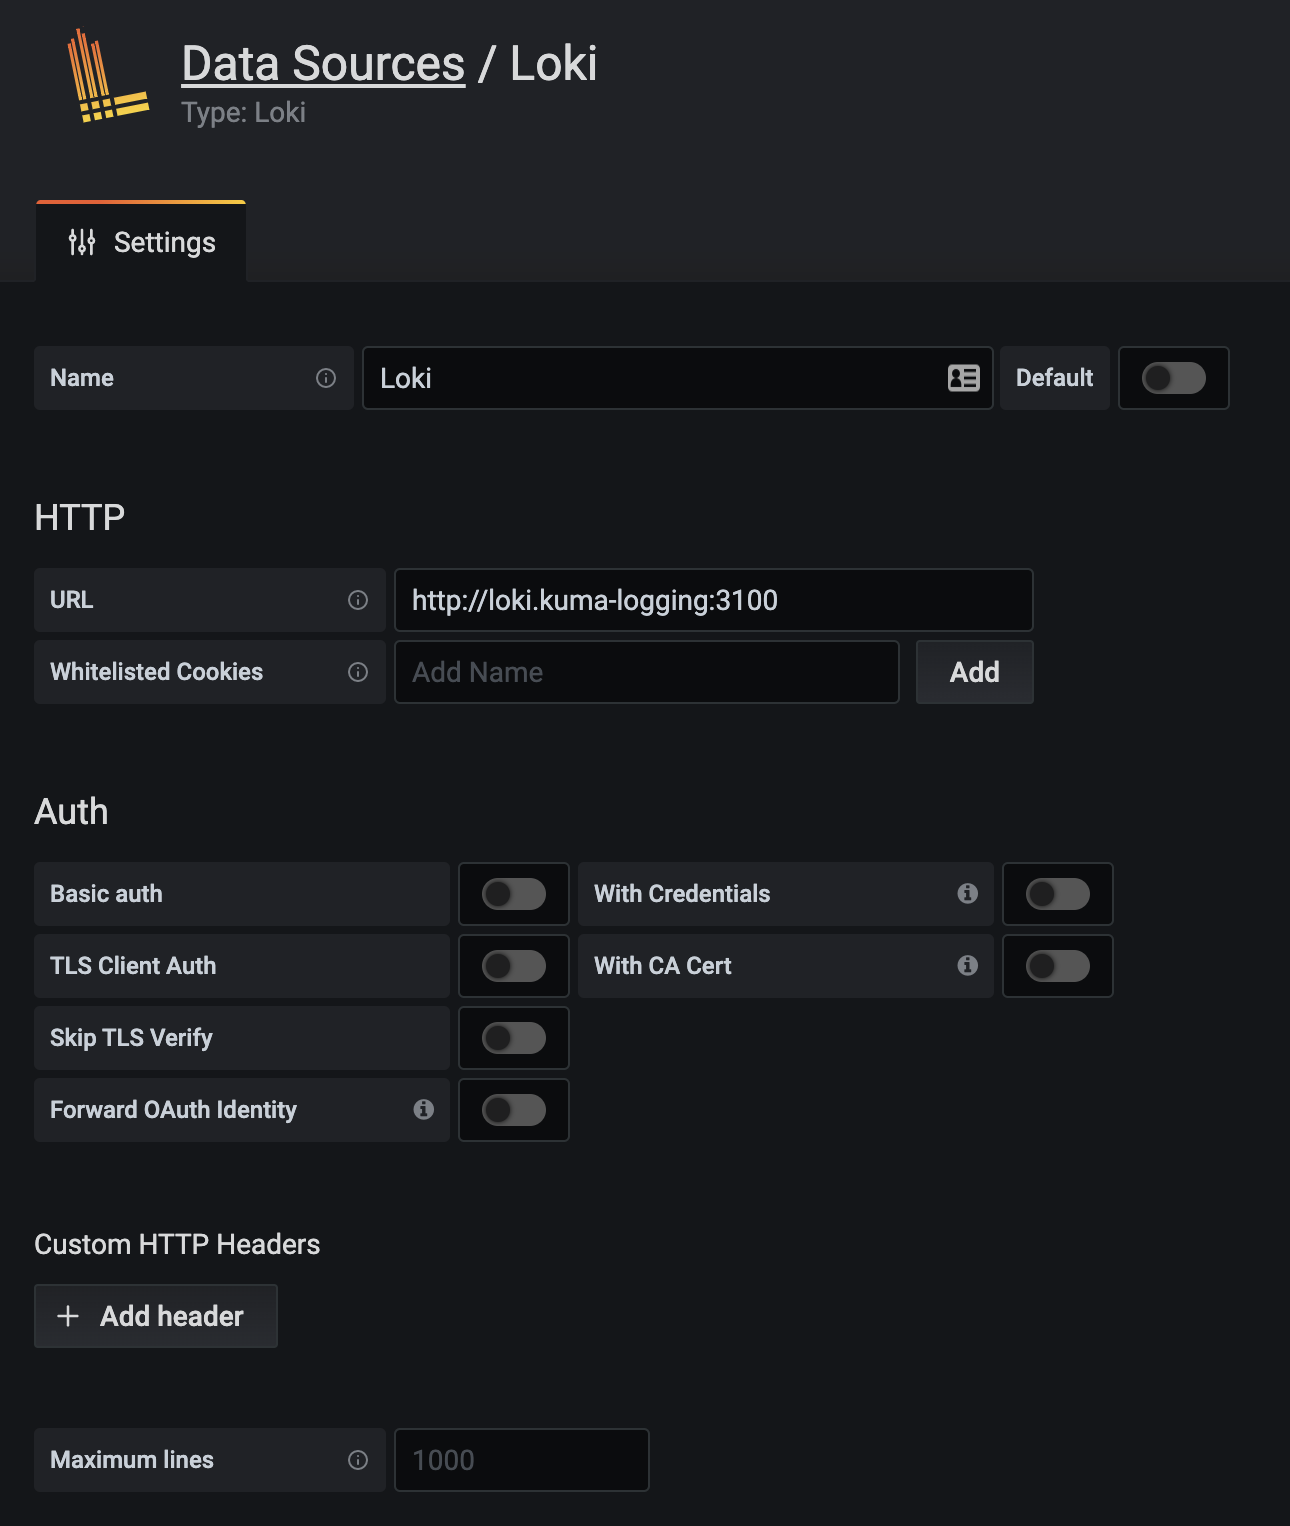 Data Sources / Loki
Type: Loki
Settings
Name
Loki
Default
HTTP
URL
http://loki.kuma-logging:3100
Whitelisted Cookies
Add Name
Add
Auth
Basic auth
With Credentials
TLS Client Auth
With CA Cert
Skip TLS Verify
Forward OAuth Identity
Custom HTTP Headers
Add header
Maximum lines
1000